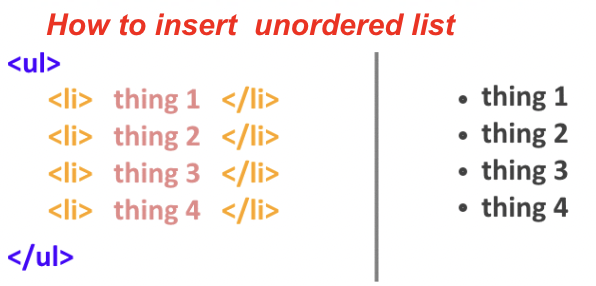 How to insert  unordered list
<ul>
<li> thing 1 </li>
<li> thing 2 </li>
<li> thing 3 </li>
<li> thing 4 </li>
</ul>
• thing 1
• thing 2
• thing 3
• thing 4